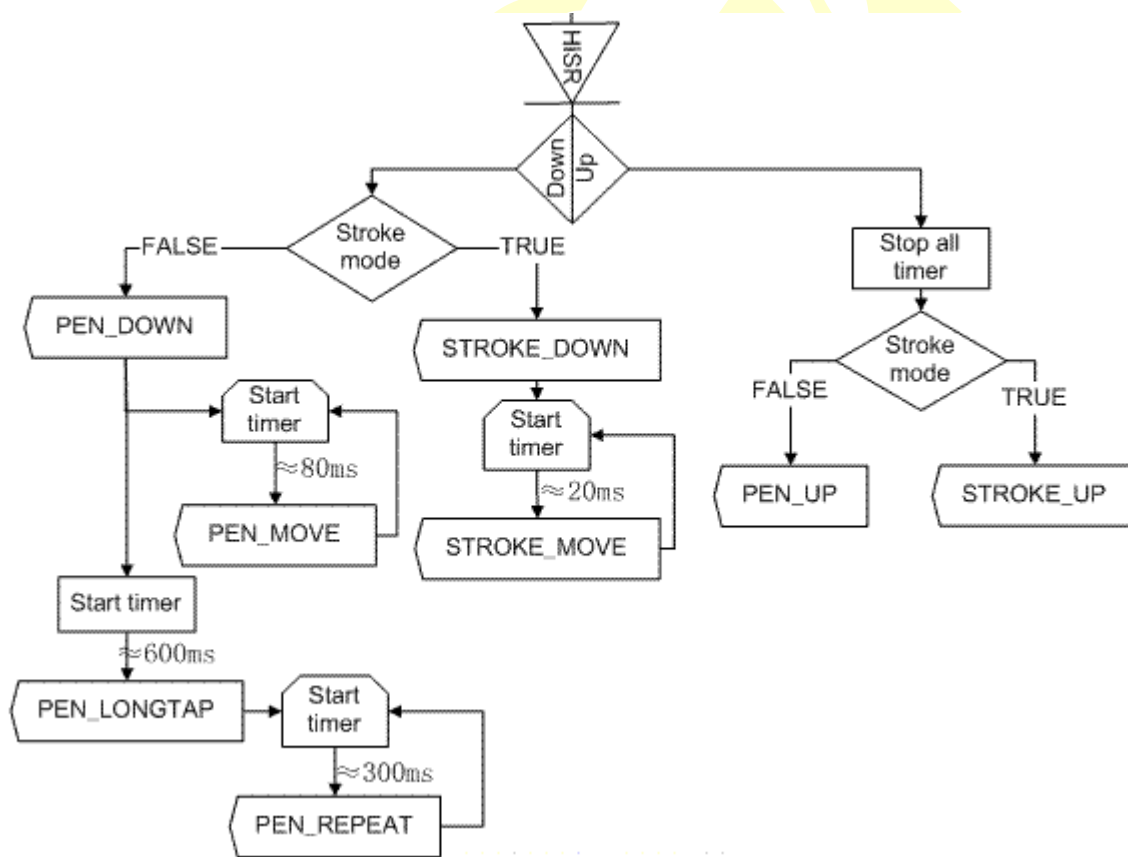 HISR
Down
Up
Stroke
mode
FALSE
TRUE
Stop all
timer
PEN_DOWN
STROKE_DOWN
Stroke
mode
FALSE
TRUE
Start
timer
Start
timer
≈80ms
≈20ms
PEN_UP
STROKE_UP
PEN_MOVE
STROKE_MOVE
Start timer
≈600ms
PEN_LONGTAP
Start
timer
≈300ms
PEN_REPEAT